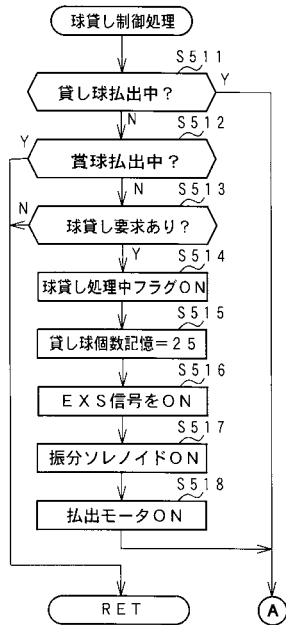 球貸し制御処理
S511
貸し球払出中?
Y
N
S512
Y
賞球払出中?
N
S513
N
球貸し要求あり?
Y
S514
球貸し処理中フラグON
S515
貸し球個数記憶=25
S516
EXS信号をON
S517
振分ソレノイドON
S518
払出モータON
RET
A